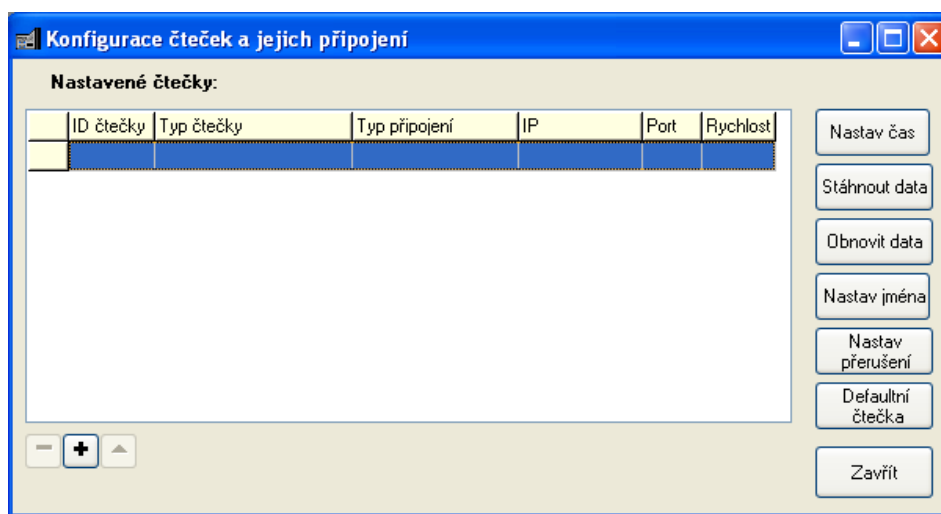 Konfigurace čteček a jejich připojení
Nastavené čtečky:
ID čtečky Typ čtečky Typ připojení IP Port Rychlost
Nastav čas
Stáhnout data
Obnovit data
Nastav jména
Nastav
přerušení
Defaultní
čtečka
Zavřít